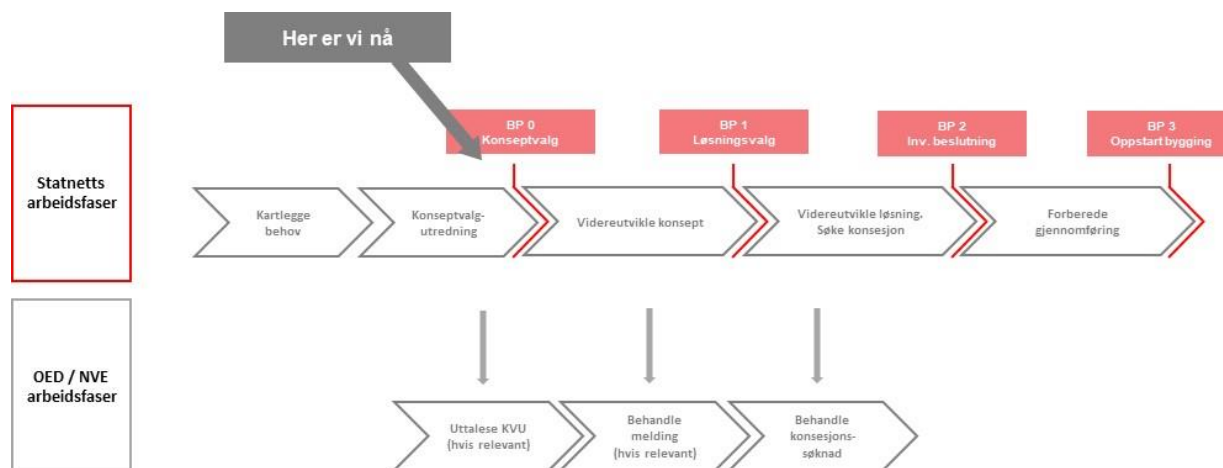 Her er vi nå
BP 0
Konseptvalg
BP 1
Løsningsvalg
BP 2
Inv. beslutning
BP 3
Oppstart bygging
Statnetts
arbeidsfaser
Kartlegge
behov
Konseptvalg-
utredning
Videreutvikle konsept
Videreutvikle løsning.
Søke konsesjon
Forberede
gjennomføring
OED / NVE
arbeidsfaser
Uttalese KVU
(hvis relevant)
Behandle
melding
(hvis relevant)
Behandle
konsesjons-
søknad